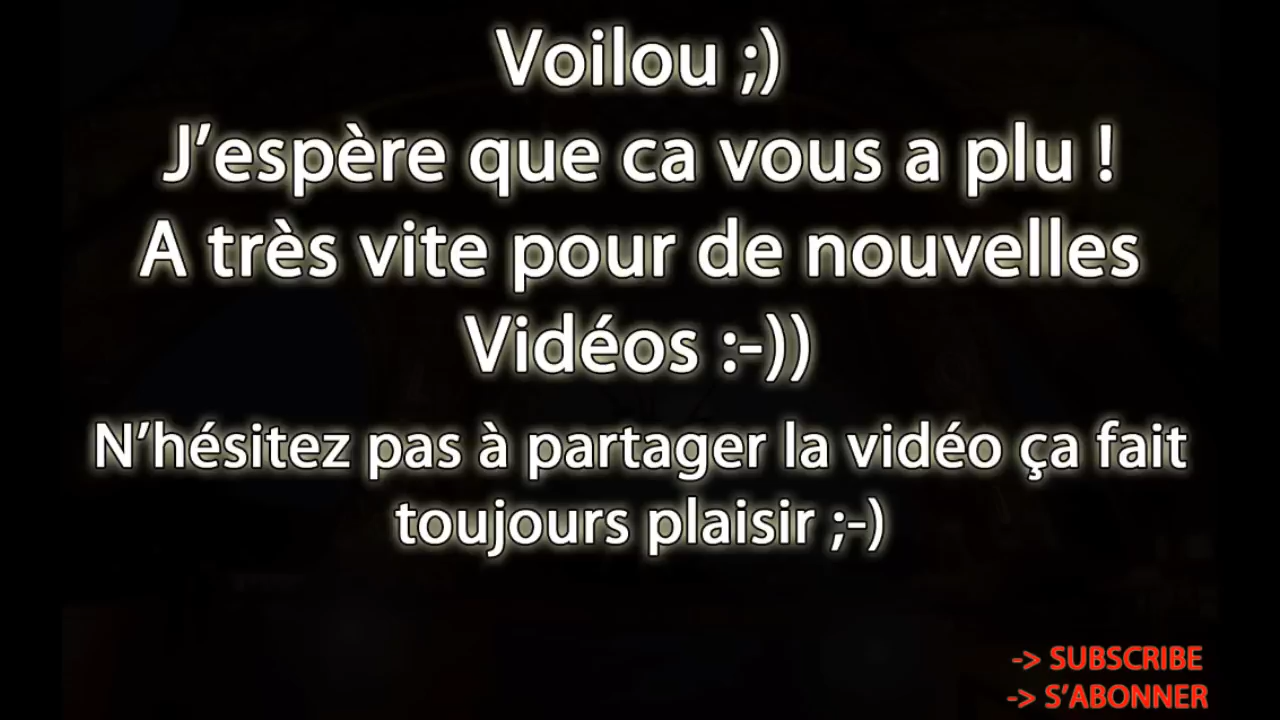 Voilou ;)
J’espère que ca vous a plu !
A très vite pour de nouvelles
Vidéos :-))
N’hésitez pas à partager la vidéo ça fait
toujours plaisir ;-)
-> SUBSCRIBE
-> S’ABONNER